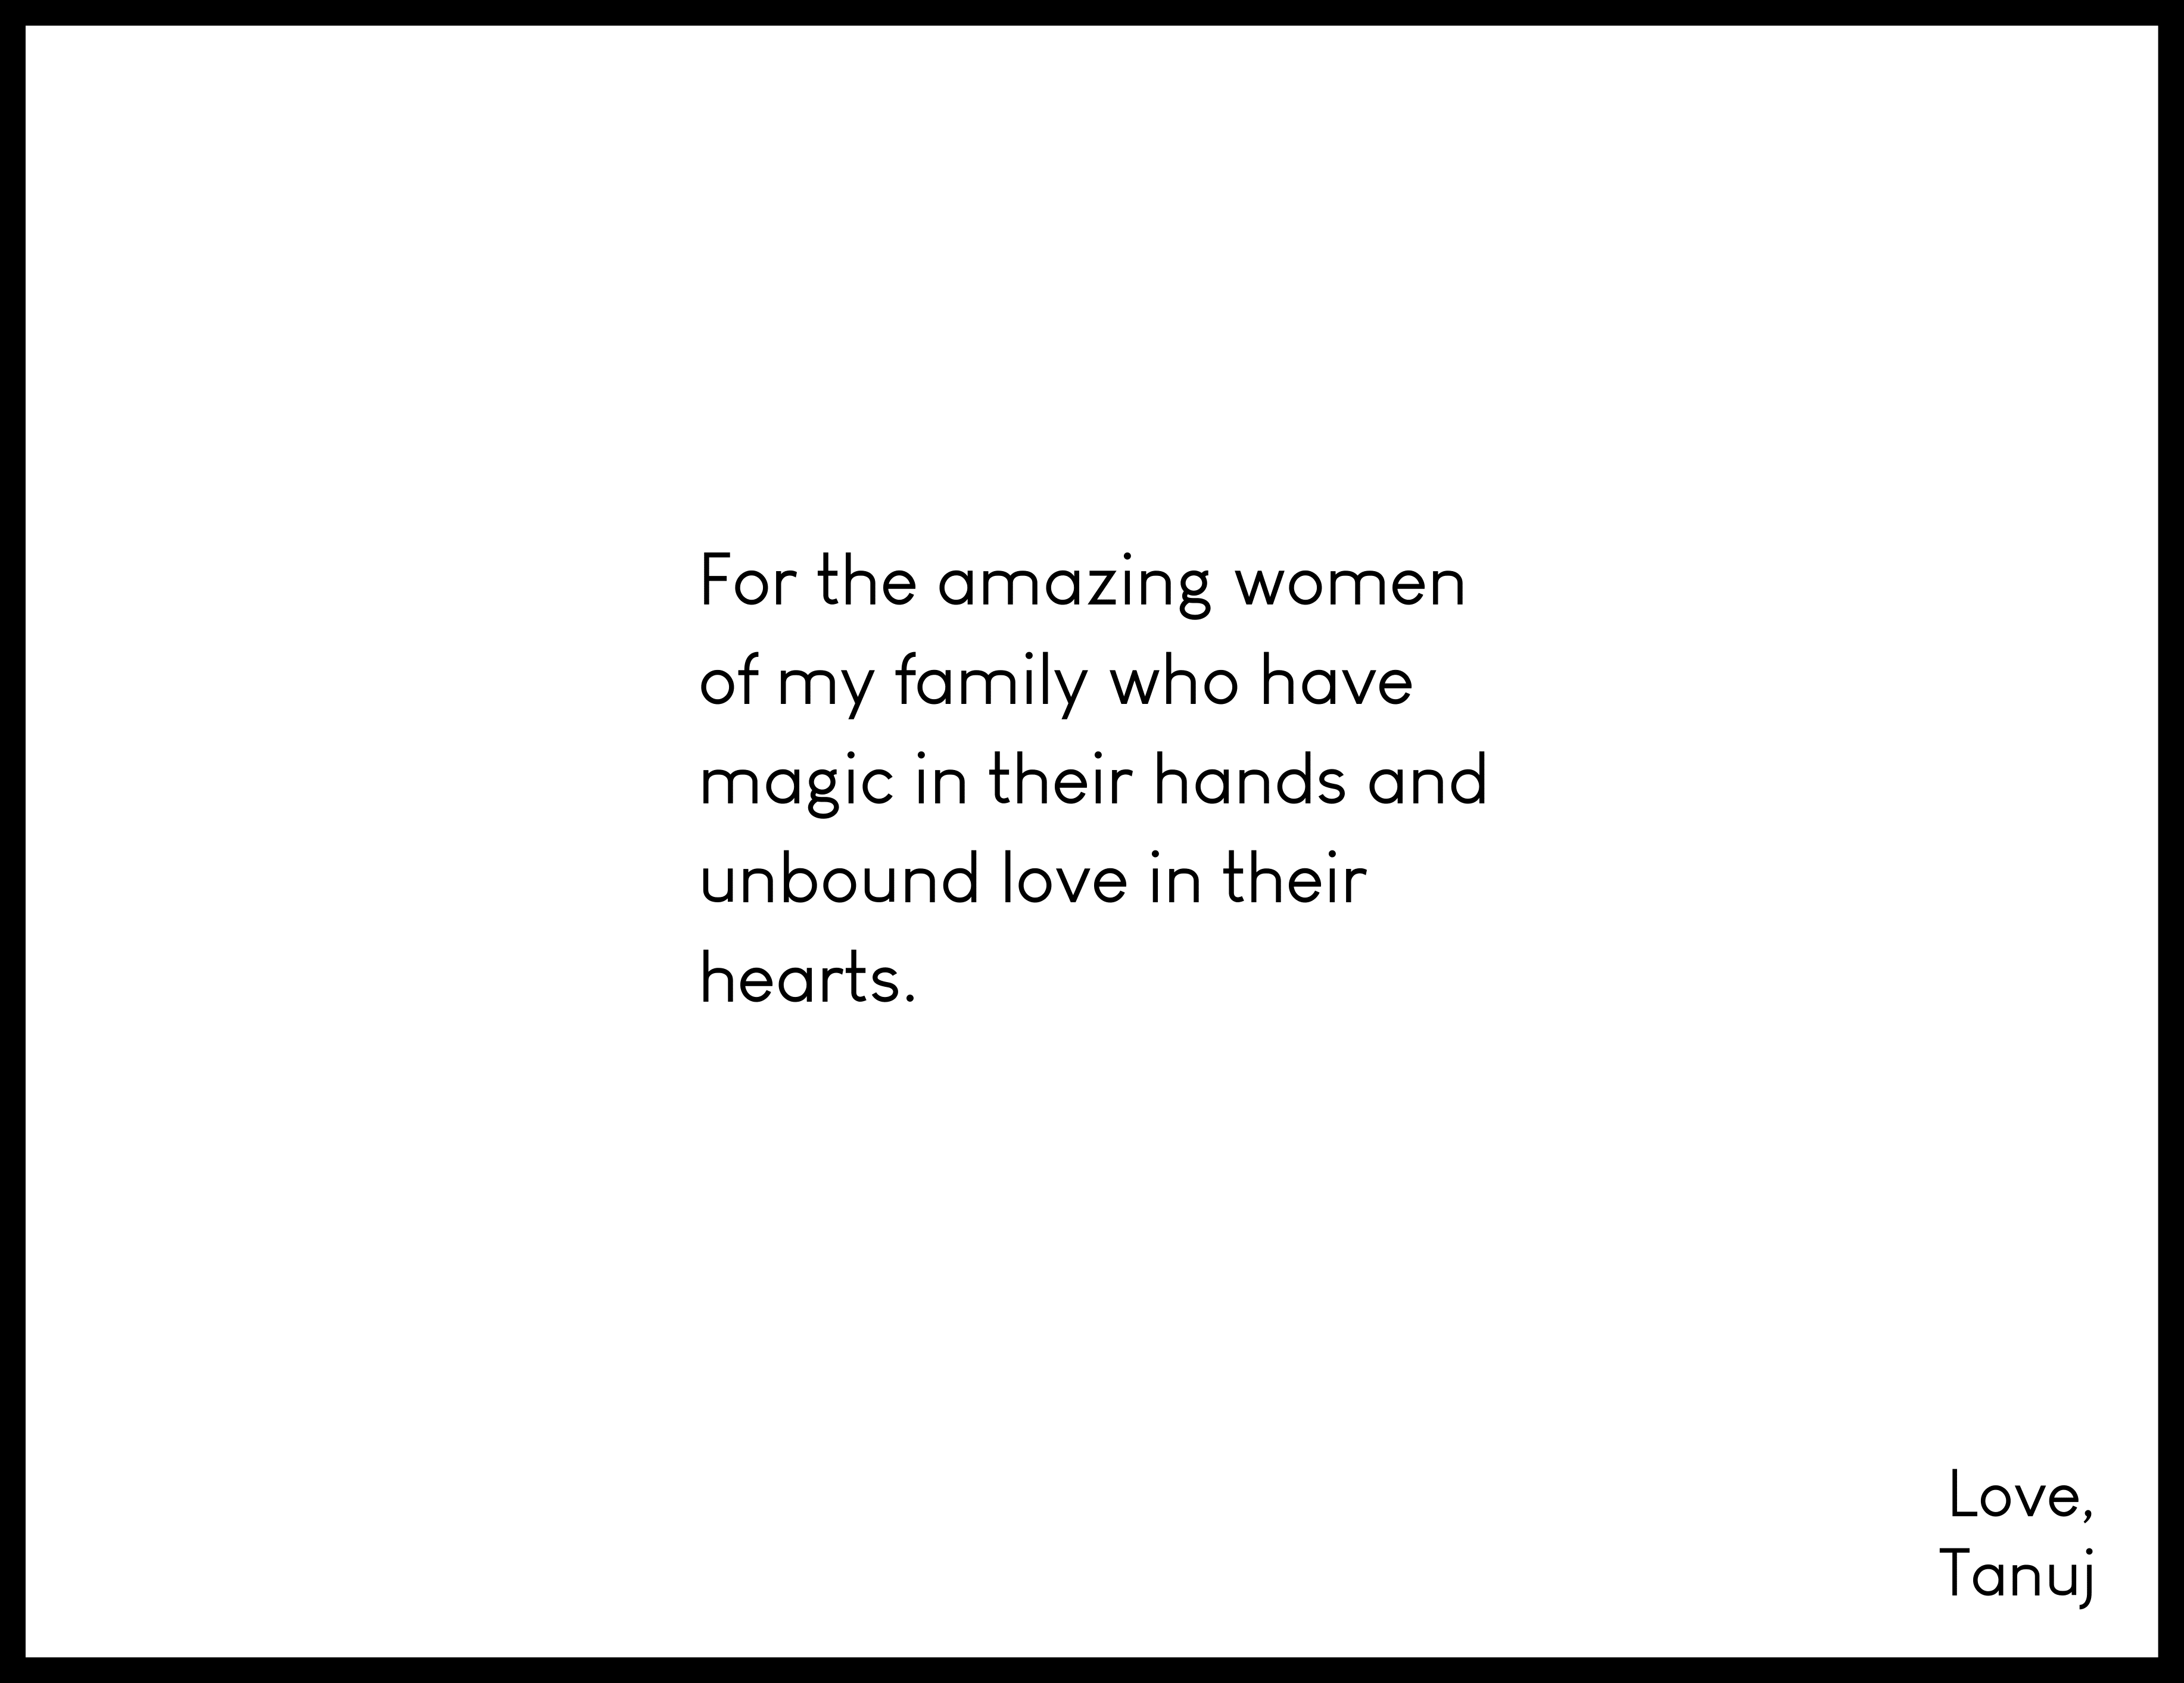 For the amazing women
of my family who have
magic in their hands and
unbound love in their
hearts.
Love,
Tanuj